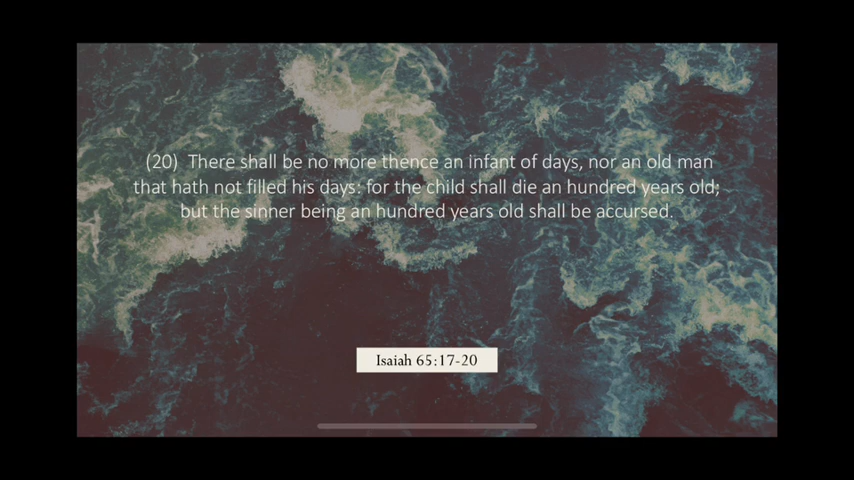 (20) There shall be no more thence an infant of days, nor an old man
that hath not filled his days: for the child shall die an hundred years old;
but the sinner being an hundred years old shall be accursed.
Isaiah 65:17-20